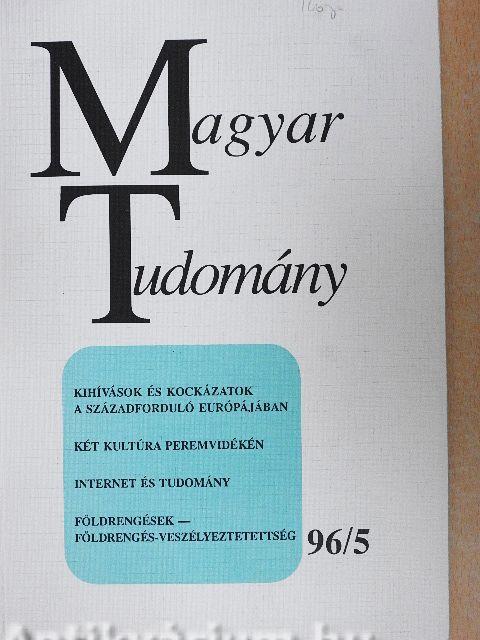 Magyar
Tudomány
KIHÍVÁSOK ÉS KOCKÁZATOK
A SZÁZADFORDULÓ EURÓPÁJÁBAN
KÉT KULTÚRA PEREMVIDÉKÉN
INTERNET ÉS TUDOMÁNY
FÖLDRENGÉSEK —
FÖLDRENGÉS-VESZÉLYEZTETETTSÉG
96/5